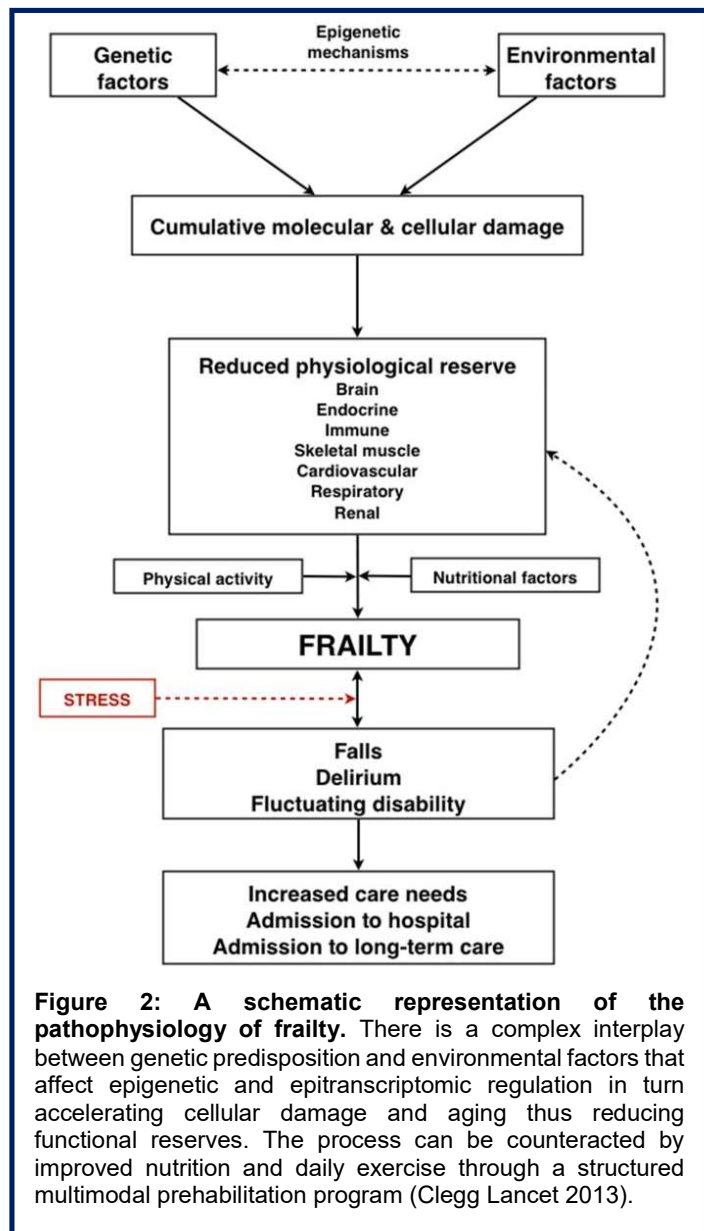 Epigenetic
mechanisms
Genetic
factors
Environmental
factors
Cumulative molecular & cellular damage
Reduced physiological reserve
Brain
Endocrine
Immune
Skeletal muscle
Cardiovascular
Respiratory
Renal
Physical activity
Nutritional factors
FRAILTY
STRESS
Falls
Delirium
Fluctuating disability
Increased care needs
Admission to hospital
Admission to long-term care
Figure 2: A schematic representation of the
pathophysiology of frailty. There is a complex interplay
between genetic predisposition and environmental factors that
affect epigenetic and epitranscriptomic regulation in turn
accelerating cellular damage and aging thus reducing
functional reserves. The process can be counteracted by
improved nutrition and daily exercise through a structured
multimodal prehabilitation program (Clegg Lancet 2013).